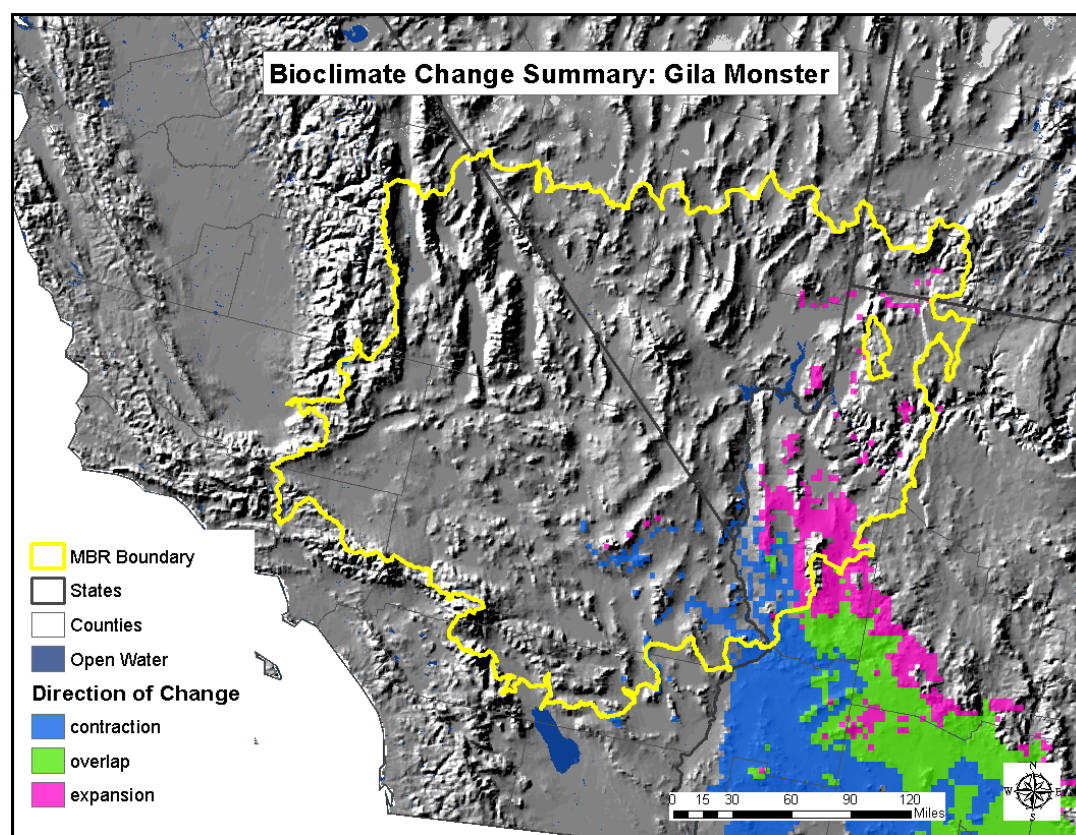 Bioclimate Change Summary: Gila Monster
MBR Boundary
States
Counties
Open Water
Direction of Change
contraction
overlap
expansion
0 15 30 60 90 120
Miles
N
W E
S